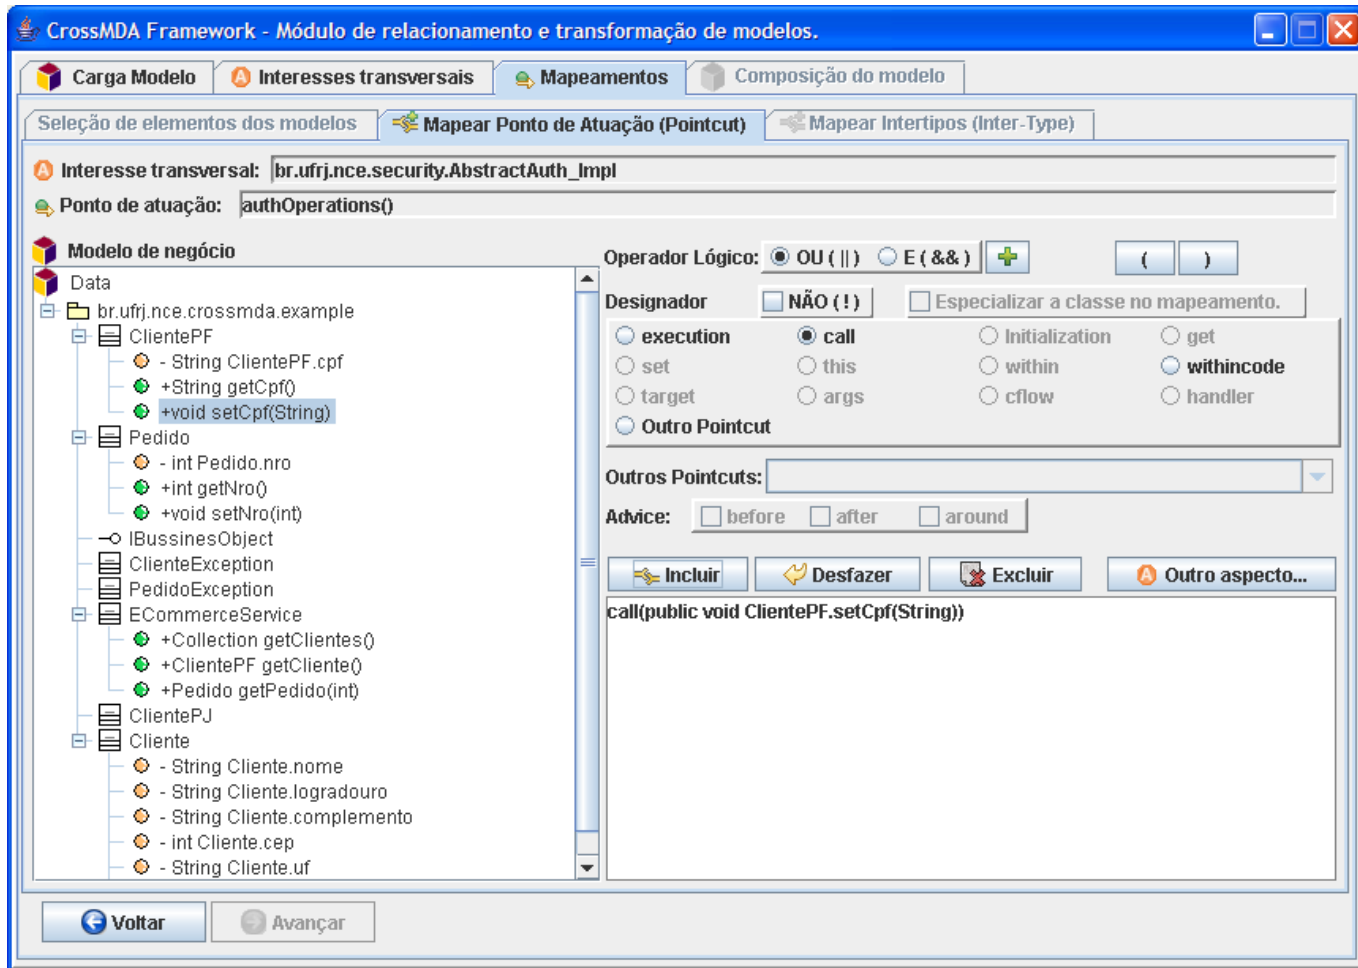 CrossMDA Framework - Módulo de relacionamento e transformação de modelos.
Carga Modelo A Interesses transversais Mapeamentos Composição do modelo
Seleção de elementos dos modelos Mapear Ponto de Atuação (Pointcut) Mapear Intertipos (Inter-Type)
A Interesse transversal: br.ufrj.nce.security.AbstractAuth_Impl
Ponto de atuação: authOperations()
Modelo de negócio
Data
br.ufrj.nce.crossmda.example
ClientePF
- String ClientePF.cpf
+String getCpf()
+void setCpf(String)
Pedido
- int Pedido.nro
+int getNro()
+void setNro(int)
IBussinesObject
ClienteException
PedidoException
ECommerceService
+Collection getClientes()
+ClientePF getCliente()
+Pedido getPedido(int)
ClientePJ
Cliente
- String Cliente.nome
- String Cliente.logradouro
- String Cliente.complemento
- int Cliente.cep
- String Cliente.uf
Operador Lógico: OU ( || ) E ( && ) ( )
Designador NÃO ( ! ) Especializar a classe no mapeamento.
execution call Initialization get
set this within withincode
target args cflow handler
Outro Pointcut
Outros Pointcuts:
Advice: before after around
Incluir Desfazer Excluir A Outro aspecto...
call(public void ClientePF.setCpf(String))
Voltar Avançar